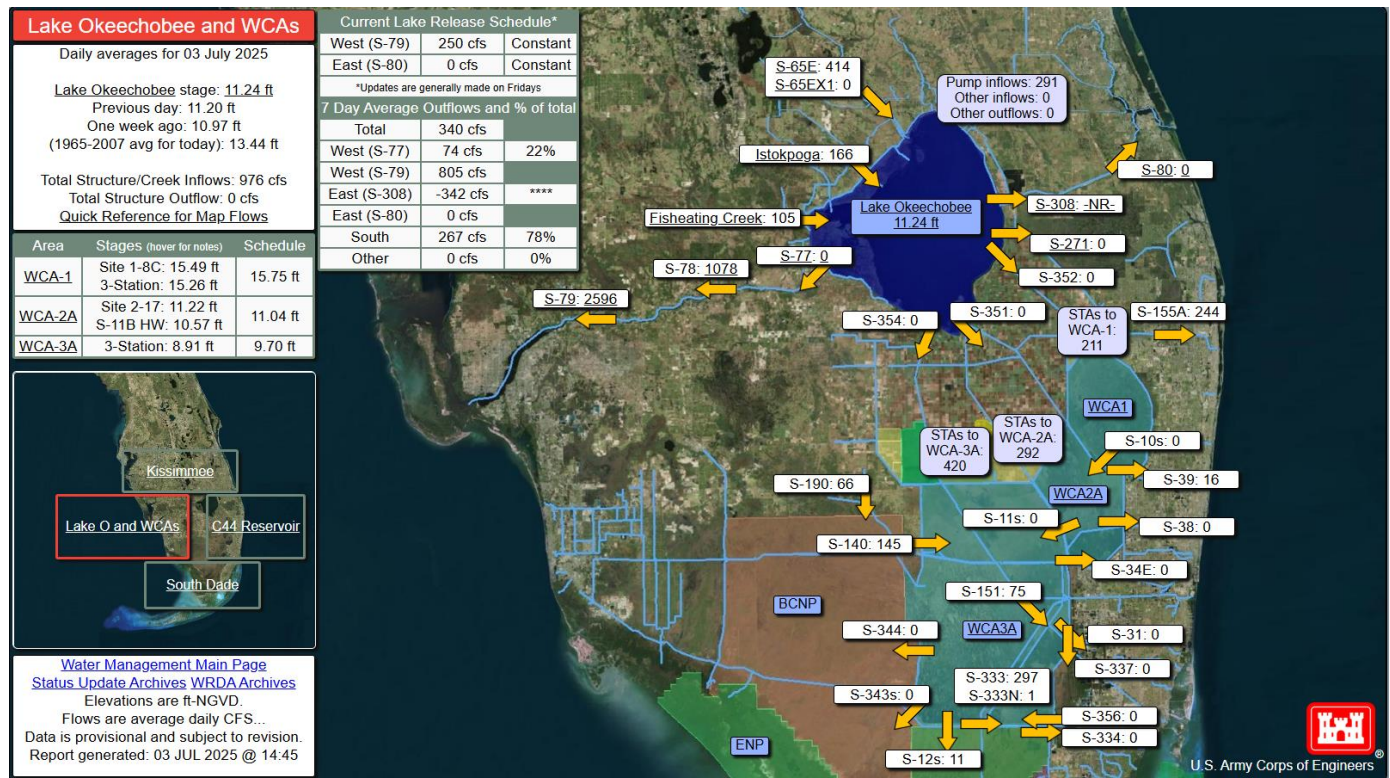 Lake Okeechobee and WCAs
Daily averages for 03 July 2025
Lake Okeechobee stage: 11.24 ft
Previous day: 11.20 ft
One week ago: 10.97 ft
(1965-2007 avg for today): 13.44 ft
Total Structure/Creek Inflows: 976 cfs
Total Structure Outflow: 0 cfs
Quick Reference for Map Flows
Area Stages (hover for notes) Schedule
WCA-1 Site 1-8C: 15.49 ft 15.75 ft
3-Station: 15.26 ft
WCA-2A Site 2-17: 11.22 ft 11.04 ft
S-11B HW: 10.57 ft
WCA-3A 3-Station: 8.91 ft 9.70 ft
Kissimmee
Lake O and WCAs
C44 Reservoir
South Dade
Water Management Main Page
Status Update Archives WRDA Archives
Elevations are ft-NGVD.
Flows are average daily CFS...
Data is provisional and subject to revision.
Report generated: 03 JUL 2025 @ 14:45
Current Lake Release Schedule*
West (S-79) 250 cfs Constant
East (S-80) 0 cfs Constant
*Updates are generally made on Fridays
7 Day Average Outflows and % of total
Total 340 cfs
West (S-77) 74 cfs 22%
West (S-79) 805 cfs
East (S-308) -342 cfs ****
East (S-80) 0 cfs
South 267 cfs 78%
Other 0 cfs 0%
S-65E: 414
S-65EX1: 0
Pump inflows: 291
Other inflows: 0
Other outflows: 0
Istokpoga: 166
S-80: 0
Fisheating Creek: 105
Lake Okeechobee
11.24 ft
S-308: -NR-
S-271: 0
S-77: 0
S-78: 1078
S-352: 0
S-79: 2596
S-354: 0
S-351: 0
STAs to
WCA-1:
211
S-155A: 244
WCA1
STAs to
WCA-3A:
420
STAs to
WCA-2A:
292
S-10s: 0
S-39: 16
S-190: 66
WCA2A
S-11s: 0
S-38: 0
S-140: 145
S-34E: 0
S-151: 75
BCNP
S-344: 0
WCA3A
S-31: 0
S-337: 0
S-333: 297
S-333N: 1
S-343s: 0
S-356: 0
S-334: 0
ENP
S-12s: 11
®
U.S. Army Corps of Engineers